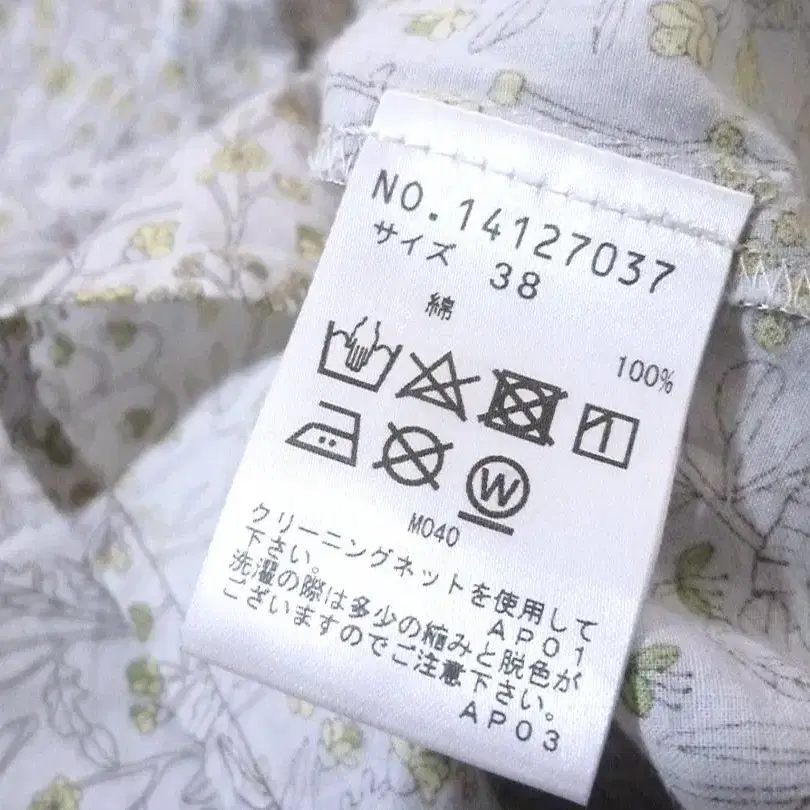 NO.14127037
サイズ 38
綿 100%
W
M040
クリーニングネットを使用して
下さい。 AP01
洗濯の際は多少の縮みと脱色が
ございますのでご注意下さい。
AP03